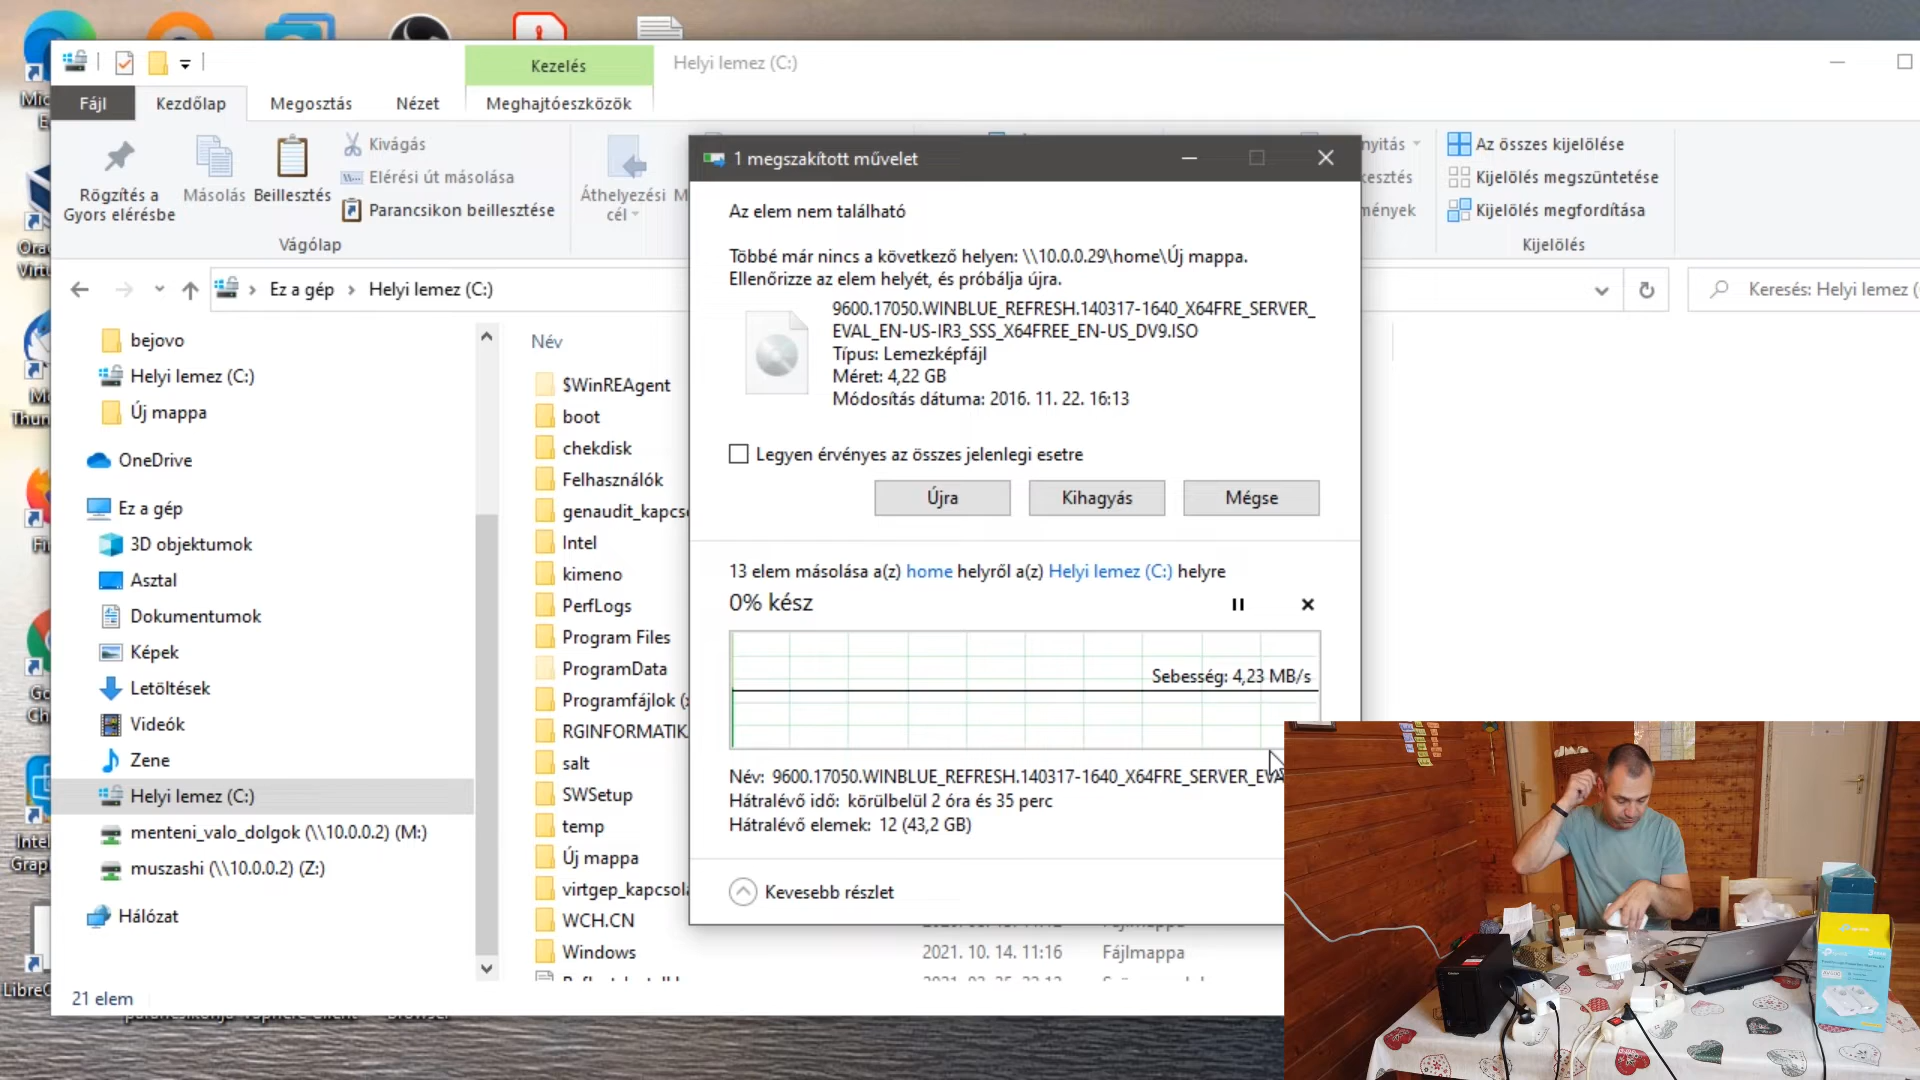 Kezelés
Helyi lemez (C:)
Fájl
Kezdőlap
Megosztás
Nézet
Meghajtóeszközök
Rögzítés a
Gyors elérésbe
Másolás
Beillesztés
Kivágás
Elérési út másolása
Parancsikon beillesztése
Vágólap
Áthelyezési
cél
Az összes kijelölése
Kijelölés megszüntetése
Kijelölés megfordítása
Kijelölés
Ez a gép
Helyi lemez (C:)
Keresés: Helyi lemez (
bejovo
Helyi lemez (C:)
Új mappa
OneDrive
Ez a gép
3D objektumok
Asztal
Dokumentumok
Képek
Letöltések
Videók
Zene
Helyi lemez (C:)
menteni_valo_dolgok (\\10.0.0.2) (M:)
muszashi (\\10.0.0.2) (Z:)
Hálózat
21 elem
Név
$WinREAgent
boot
chekdisk
Felhasználók
genaudit_kapcso
Intel
kimeno
PerfLogs
Program Files
ProgramData
Programfájlok (
RGINFORMATIK
salt
SWSetup
temp
Új mappa
virtgep_kapcsola
WCH.CN
Windows
2021. 10. 14. 11:16
Fájlmappa
1 megszakított művelet
Az elem nem található
Többé már nincs a következő helyen: \\10.0.0.29\home\Új mappa.
Ellenőrizze az elem helyét, és próbálja újra.
9600.17050.WINBLUE_REFRESH.140317-1640_X64FRE_SERVER_
EVAL_EN-US-IR3_SSS_X64FREE_EN-US_DV9.ISO
Típus: Lemezképfájl
Méret: 4,22 GB
Módosítás dátuma: 2016. 11. 22. 16:13
Legyen érvényes az összes jelenlegi esetre
Újra
Kihagyás
Mégse
13 elem másolása a(z) home helyről a(z) Helyi lemez (C:) helyre
0% kész
Sebesség: 4,23 MB/s
Név: 9600.17050.WINBLUE_REFRESH.140317-1640_X64FRE_SERVER_EVA
Hátralévő idő: körülbelül 2 óra és 35 perc
Hátralévő elemek: 12 (43,2 GB)
Kevesebb részlet